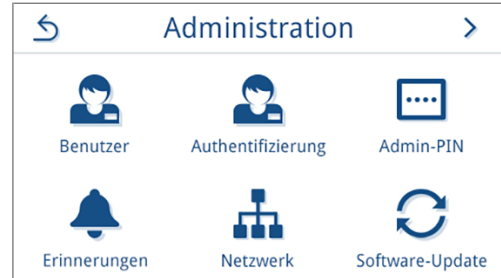 Administration
Benutzer
Authentifizierung
Admin-PIN
Erinnerungen
Netzwerk
Software-Update